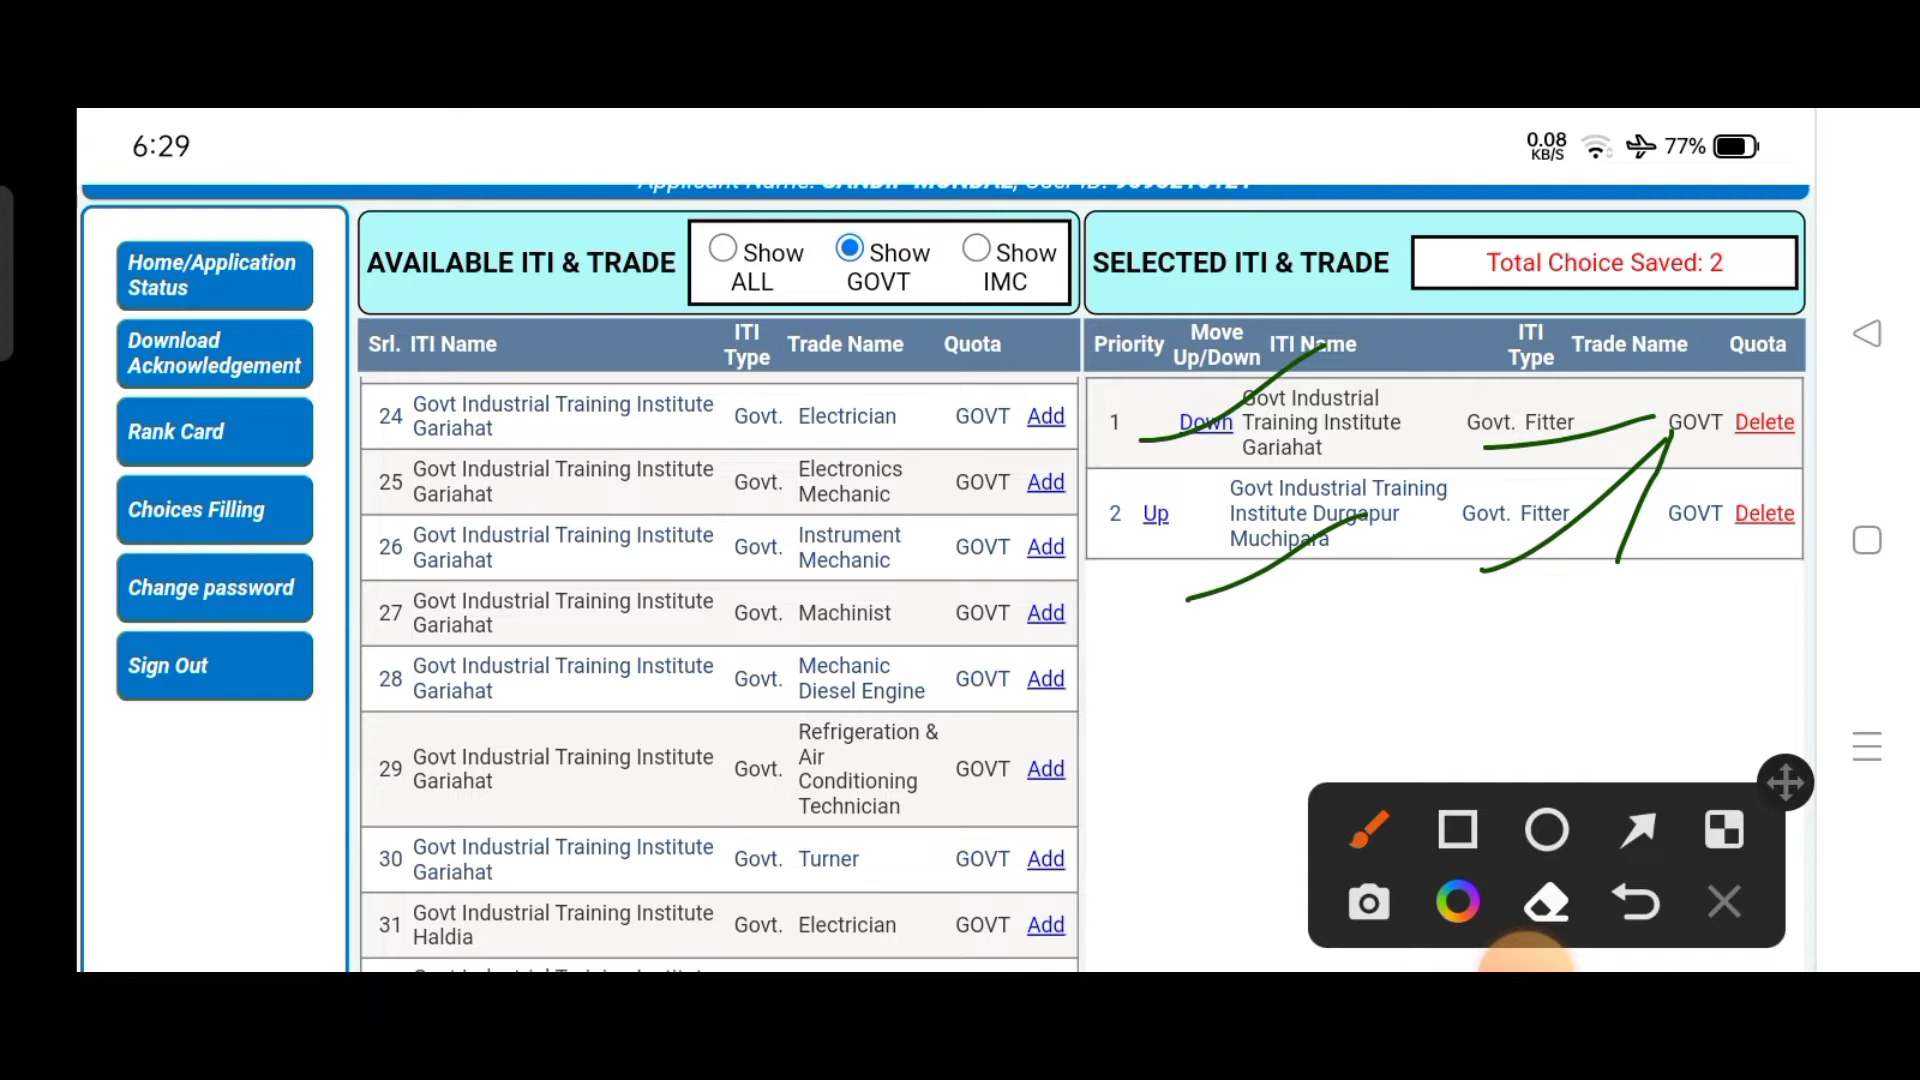 6:29
0.08
KB/S
77%
Home/Application
Status
Download
Acknowledgement
Rank Card
Choices Filling
Change password
Sign Out
AVAILABLE ITI & TRADE
Show
ALL
Show
GOVT
Show
IMC
Srl. ITI Name ITI Type Trade Name Quota
24 Govt Industrial Training Institute Gariahat Govt. Electrician GOVT Add
25 Govt Industrial Training Institute Gariahat Govt. Electronics Mechanic GOVT Add
26 Govt Industrial Training Institute Gariahat Govt. Instrument Mechanic GOVT Add
27 Govt Industrial Training Institute Gariahat Govt. Machinist GOVT Add
28 Govt Industrial Training Institute Gariahat Govt. Mechanic Diesel Engine GOVT Add
29 Govt Industrial Training Institute Gariahat Govt. Refrigeration & Air Conditioning Technician GOVT Add
30 Govt Industrial Training Institute Gariahat Govt. Turner GOVT Add
31 Govt Industrial Training Institute Haldia Govt. Electrician GOVT Add
SELECTED ITI & TRADE
Total Choice Saved: 2
Priority Move Up/Down ITI Name ITI Type Trade Name Quota
1 Down Govt Industrial Training Institute Gariahat Govt. Fitter GOVT Delete
2 Up Govt Industrial Training Institute Durgapur Muchipara Govt. Fitter GOVT Delete